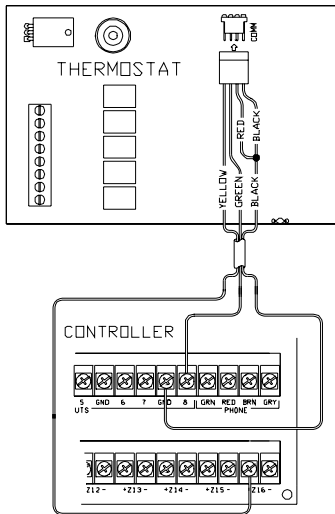 COMM
THERMOSTAT
RED
BLACK
YELLOW
GREEN
BLACK
CONTROLLER
5 GND 6 7 GND 8 GRN RED BRN GRY
UTS PHONE
Z12- +Z13- +Z14- +Z15- +Z16-